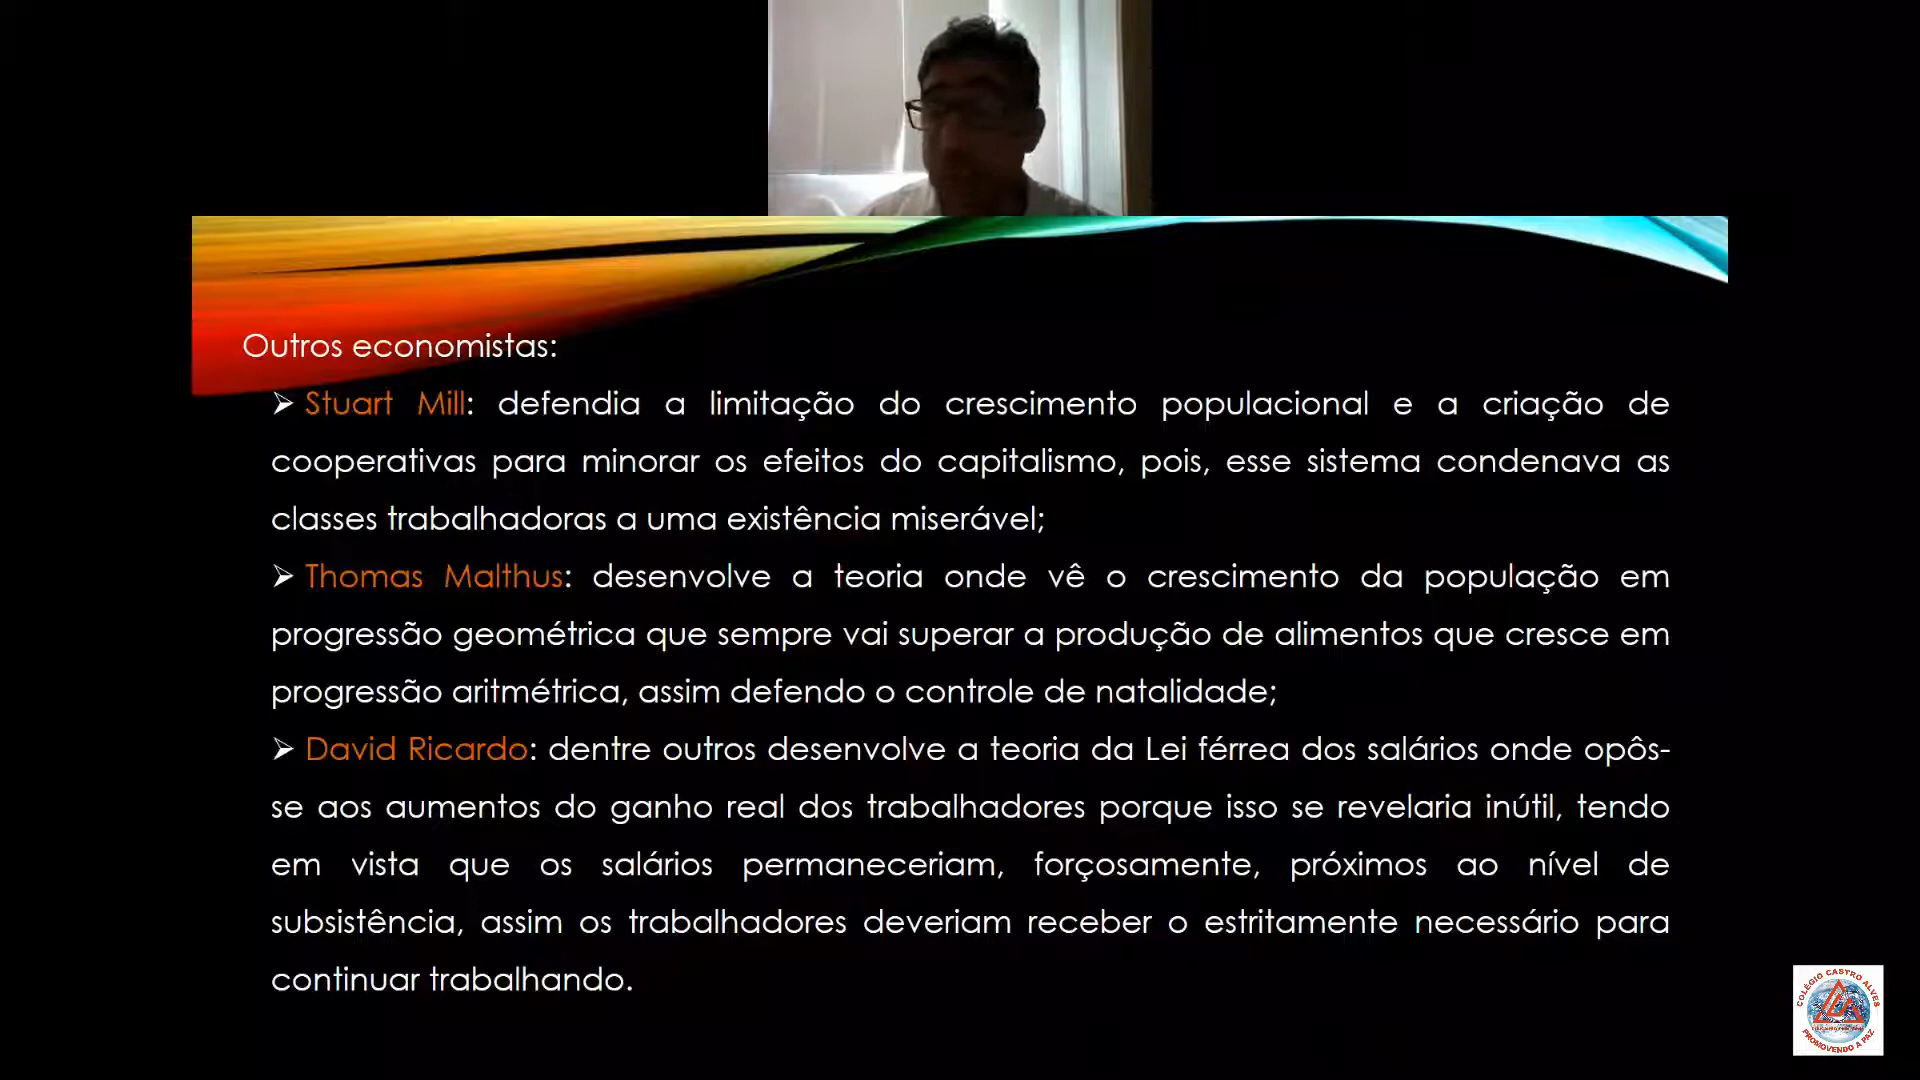 Outros economistas:
➢ Stuart Mill: defendia a limitação do crescimento populacional e a criação de
cooperativas para minorar os efeitos do capitalismo, pois, esse sistema condenava as
classes trabalhadoras a uma existência miserável;
➢ Thomas Malthus: desenvolve a teoria onde vê o crescimento da população em
progressão geométrica que sempre vai superar a produção de alimentos que cresce em
progressão aritmétrica, assim defendo o controle de natalidade;
➢ David Ricardo: dentre outros desenvolve a teoria da Lei férrea dos salários onde opôs-
se aos aumentos do ganho real dos trabalhadores porque isso se revelaria inútil, tendo
em vista que os salários permaneceriam, forçosamente, próximos ao nível de
subsistência, assim os trabalhadores deveriam receber o estritamente necessário para
continuar trabalhando.
COLÉGIO CASTRO ALVES
PROMOVENDO A PAZ